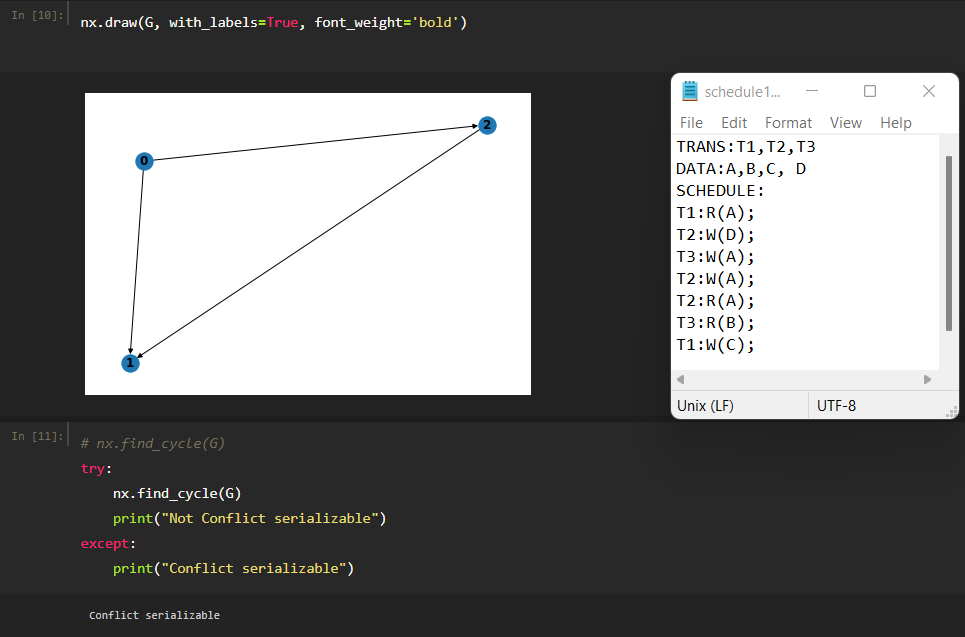 In [10]:
nx.draw(G, with_labels=True, font_weight='bold')
0
2
1
schedule1...
File Edit Format View Help
TRANS:T1,T2,T3
DATA:A,B,C, D
SCHEDULE:
T1:R(A);
T2:W(D);
T3:W(A);
T2:W(A);
T2:R(A);
T3:R(B);
T1:W(C);
Unix (LF) UTF-8
In [11]:
# nx.find_cycle(G)
try:
    nx.find_cycle(G)
    print("Not Conflict serializable")
except:
    print("Conflict serializable")
Conflict serializable